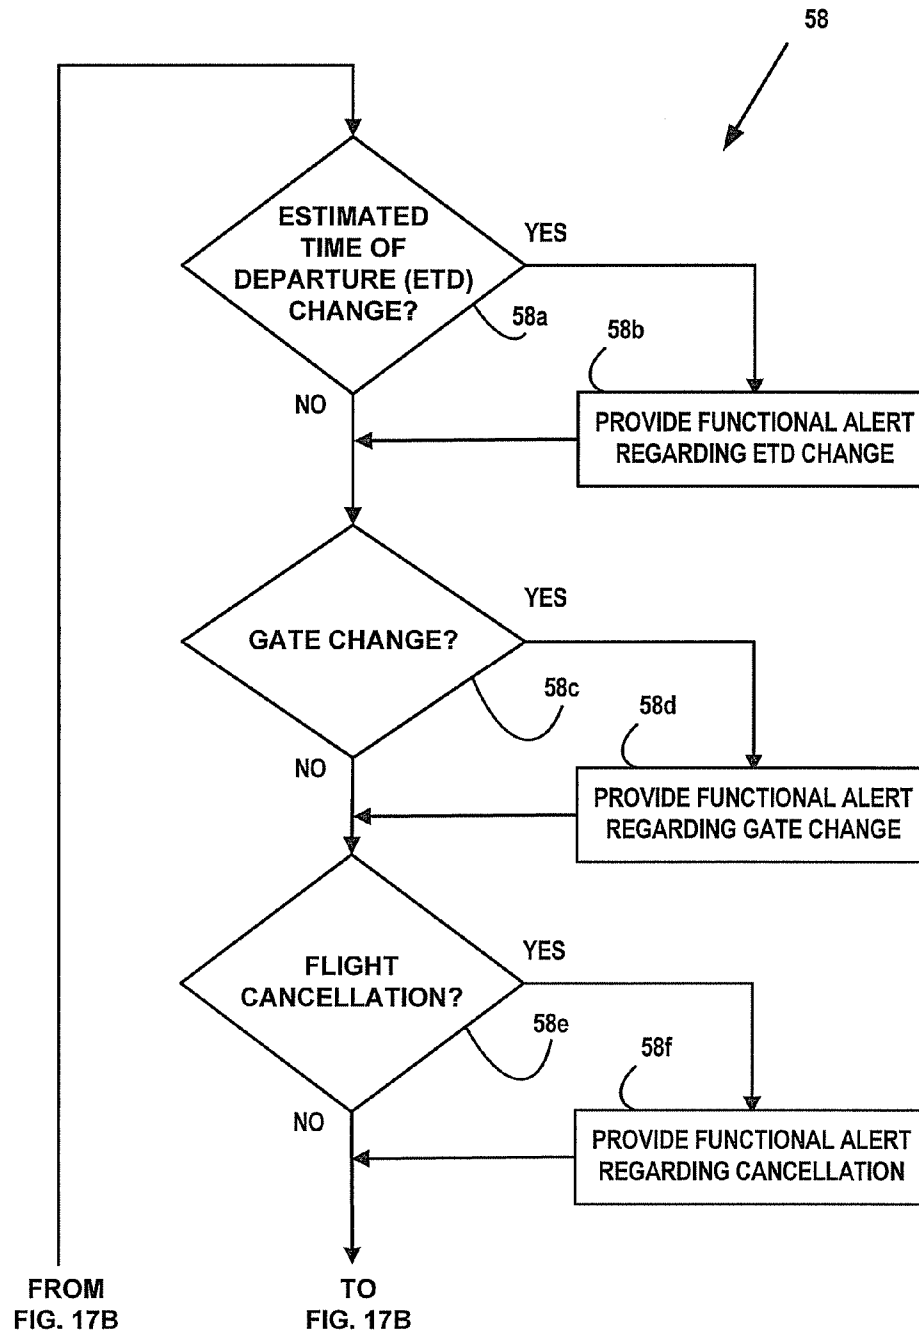 58
ESTIMATED
TIME OF
DEPARTURE (ETD)
CHANGE?
YES
58a
58b
NO
PROVIDE FUNCTIONAL ALERT
REGARDING ETD CHANGE
GATE CHANGE?
YES
58c
58d
NO
PROVIDE FUNCTIONAL ALERT
REGARDING GATE CHANGE
FLIGHT
CANCELLATION?
YES
58e
58f
NO
PROVIDE FUNCTIONAL ALERT
REGARDING CANCELLATION
FROM
FIG. 17B
TO
FIG. 17B